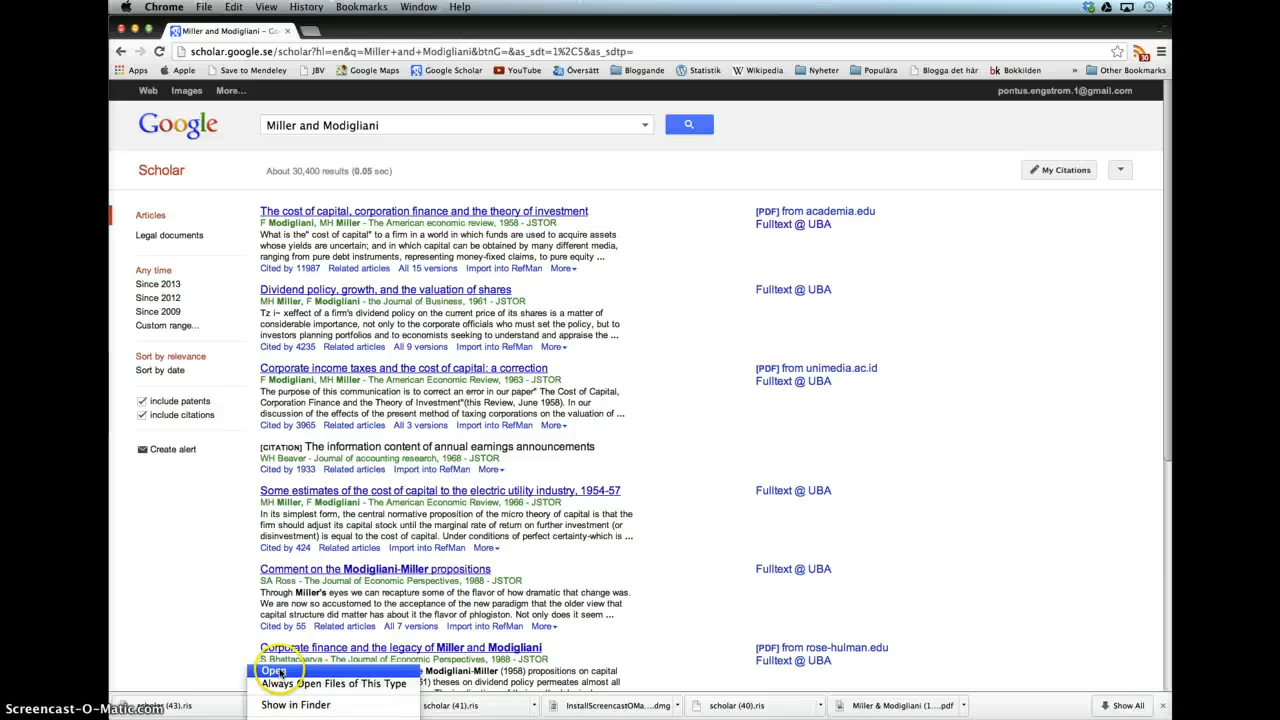 Chrome File Edit View History Bookmarks Window Help
Miller and Modigliani - Go
scholar.google.se/scholar?hl=en&q=Miller+and+Modigliani&btnG=&as_sdt=1%2C5&as_sdtp=
Apps Apple Save to Mendeley JBV Google Maps Google Scholar YouTube Översätt Bloggande Statistik Wikipedia Nyheter Populära Blogga det här Bokkilden » Other Bookmarks
Web Images More... pontus.engstrom.1@gmail.com
Google Miller and Modigliani
Scholar About 30,400 results (0.05 sec) My Citations
Articles
Legal documents
Any time
Since 2013
Since 2012
Since 2009
Custom range...
Sort by relevance
Sort by date
include patents
include citations
Create alert
The cost of capital, corporation finance and the theory of investment
F Modigliani, MH Miller - The American economic review, 1958 - JSTOR
What is the" cost of capital" to a firm in a world in which funds are used to acquire assets
whose yields are uncertain; and in which capital can be obtained by many different media,
ranging from pure debt instruments, representing money-fixed claims, to pure equity ...
Cited by 11987 Related articles All 15 versions Import into RefMan More
[PDF] from academia.edu
Fulltext @ UBA
Dividend policy, growth, and the valuation of shares
MH Miller, F Modigliani - the Journal of Business, 1961 - JSTOR
Tz i~ xeffect of a firm's dividend policy on the current price of its shares is a matter of
considerable importance, not only to the corporate officials who must set the policy, but to
investors planning portfolios and to economists seeking to understand and appraise the ...
Cited by 4235 Related articles All 9 versions Import into RefMan More
Fulltext @ UBA
Corporate income taxes and the cost of capital: a correction
F Modigliani, MH Miller - The American Economic Review, 1963 - JSTOR
The purpose of this communication is to correct an error in our paper" The Cost of Capital,
Corporation Finance and the Theory of Investment"(this Review, June 1958). In our
discussion of the effects of the present method of taxing corporations on the valuation of ...
Cited by 3965 Related articles All 3 versions Import into RefMan More
[PDF] from unimedia.ac.id
Fulltext @ UBA
[CITATION] The information content of annual earnings announcements
WH Beaver - Journal of accounting research, 1968 - JSTOR
Cited by 1933 Related articles Import into RefMan More
Some estimates of the cost of capital to the electric utility industry, 1954-57
MH Miller, F Modigliani - The American Economic Review, 1966 - JSTOR
In its simplest form, the central normative proposition of the micro theory of capital is that the
firm should adjust its capital stock until the marginal rate of return on further investment (or
disinvestment) is equal to the cost of capital. Under conditions of perfect certainty-which is ...
Cited by 424 Related articles Import into RefMan More
Fulltext @ UBA
Comment on the Modigliani-Miller propositions
SA Ross - The Journal of Economic Perspectives, 1988 - JSTOR
Through Miller's eyes we can recapture some of the flavor of how dramatic that change was.
We are now so accustomed to the acceptance of the new paradigm that the older view that
capital structure did matter has about it the flavor of phlogiston. Not only does it seem ...
Cited by 55 Related articles All 7 versions Import into RefMan More
Fulltext @ UBA
Corporate finance and the legacy of Miller and Modigliani
S Bhattacharya - The Journal of Economic Perspectives, 1988 - JSTOR
Modigliani-Miller (1958) propositions on capital
61) theses on dividend policy permeates almost all
[PDF] from rose-hulman.edu
Fulltext @ UBA
Open
Always Open Files of This Type
Show in Finder
(43).ris scholar (41).ris InstallScreencastOMa....dmg scholar (40).ris Miller & Modigliani (1....pdf Show All
Screencast-O-Matic.com